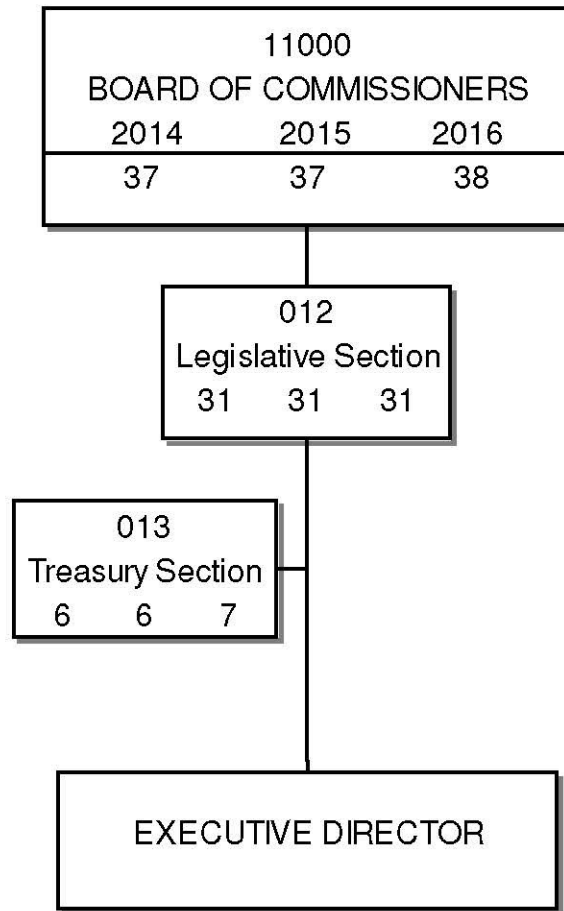 11000
BOARD OF COMMISSIONERS
2014 2015 2016
37 37 38
012
Legislative Section
31 31 31
013
Treasury Section
6 6 7
EXECUTIVE DIRECTOR